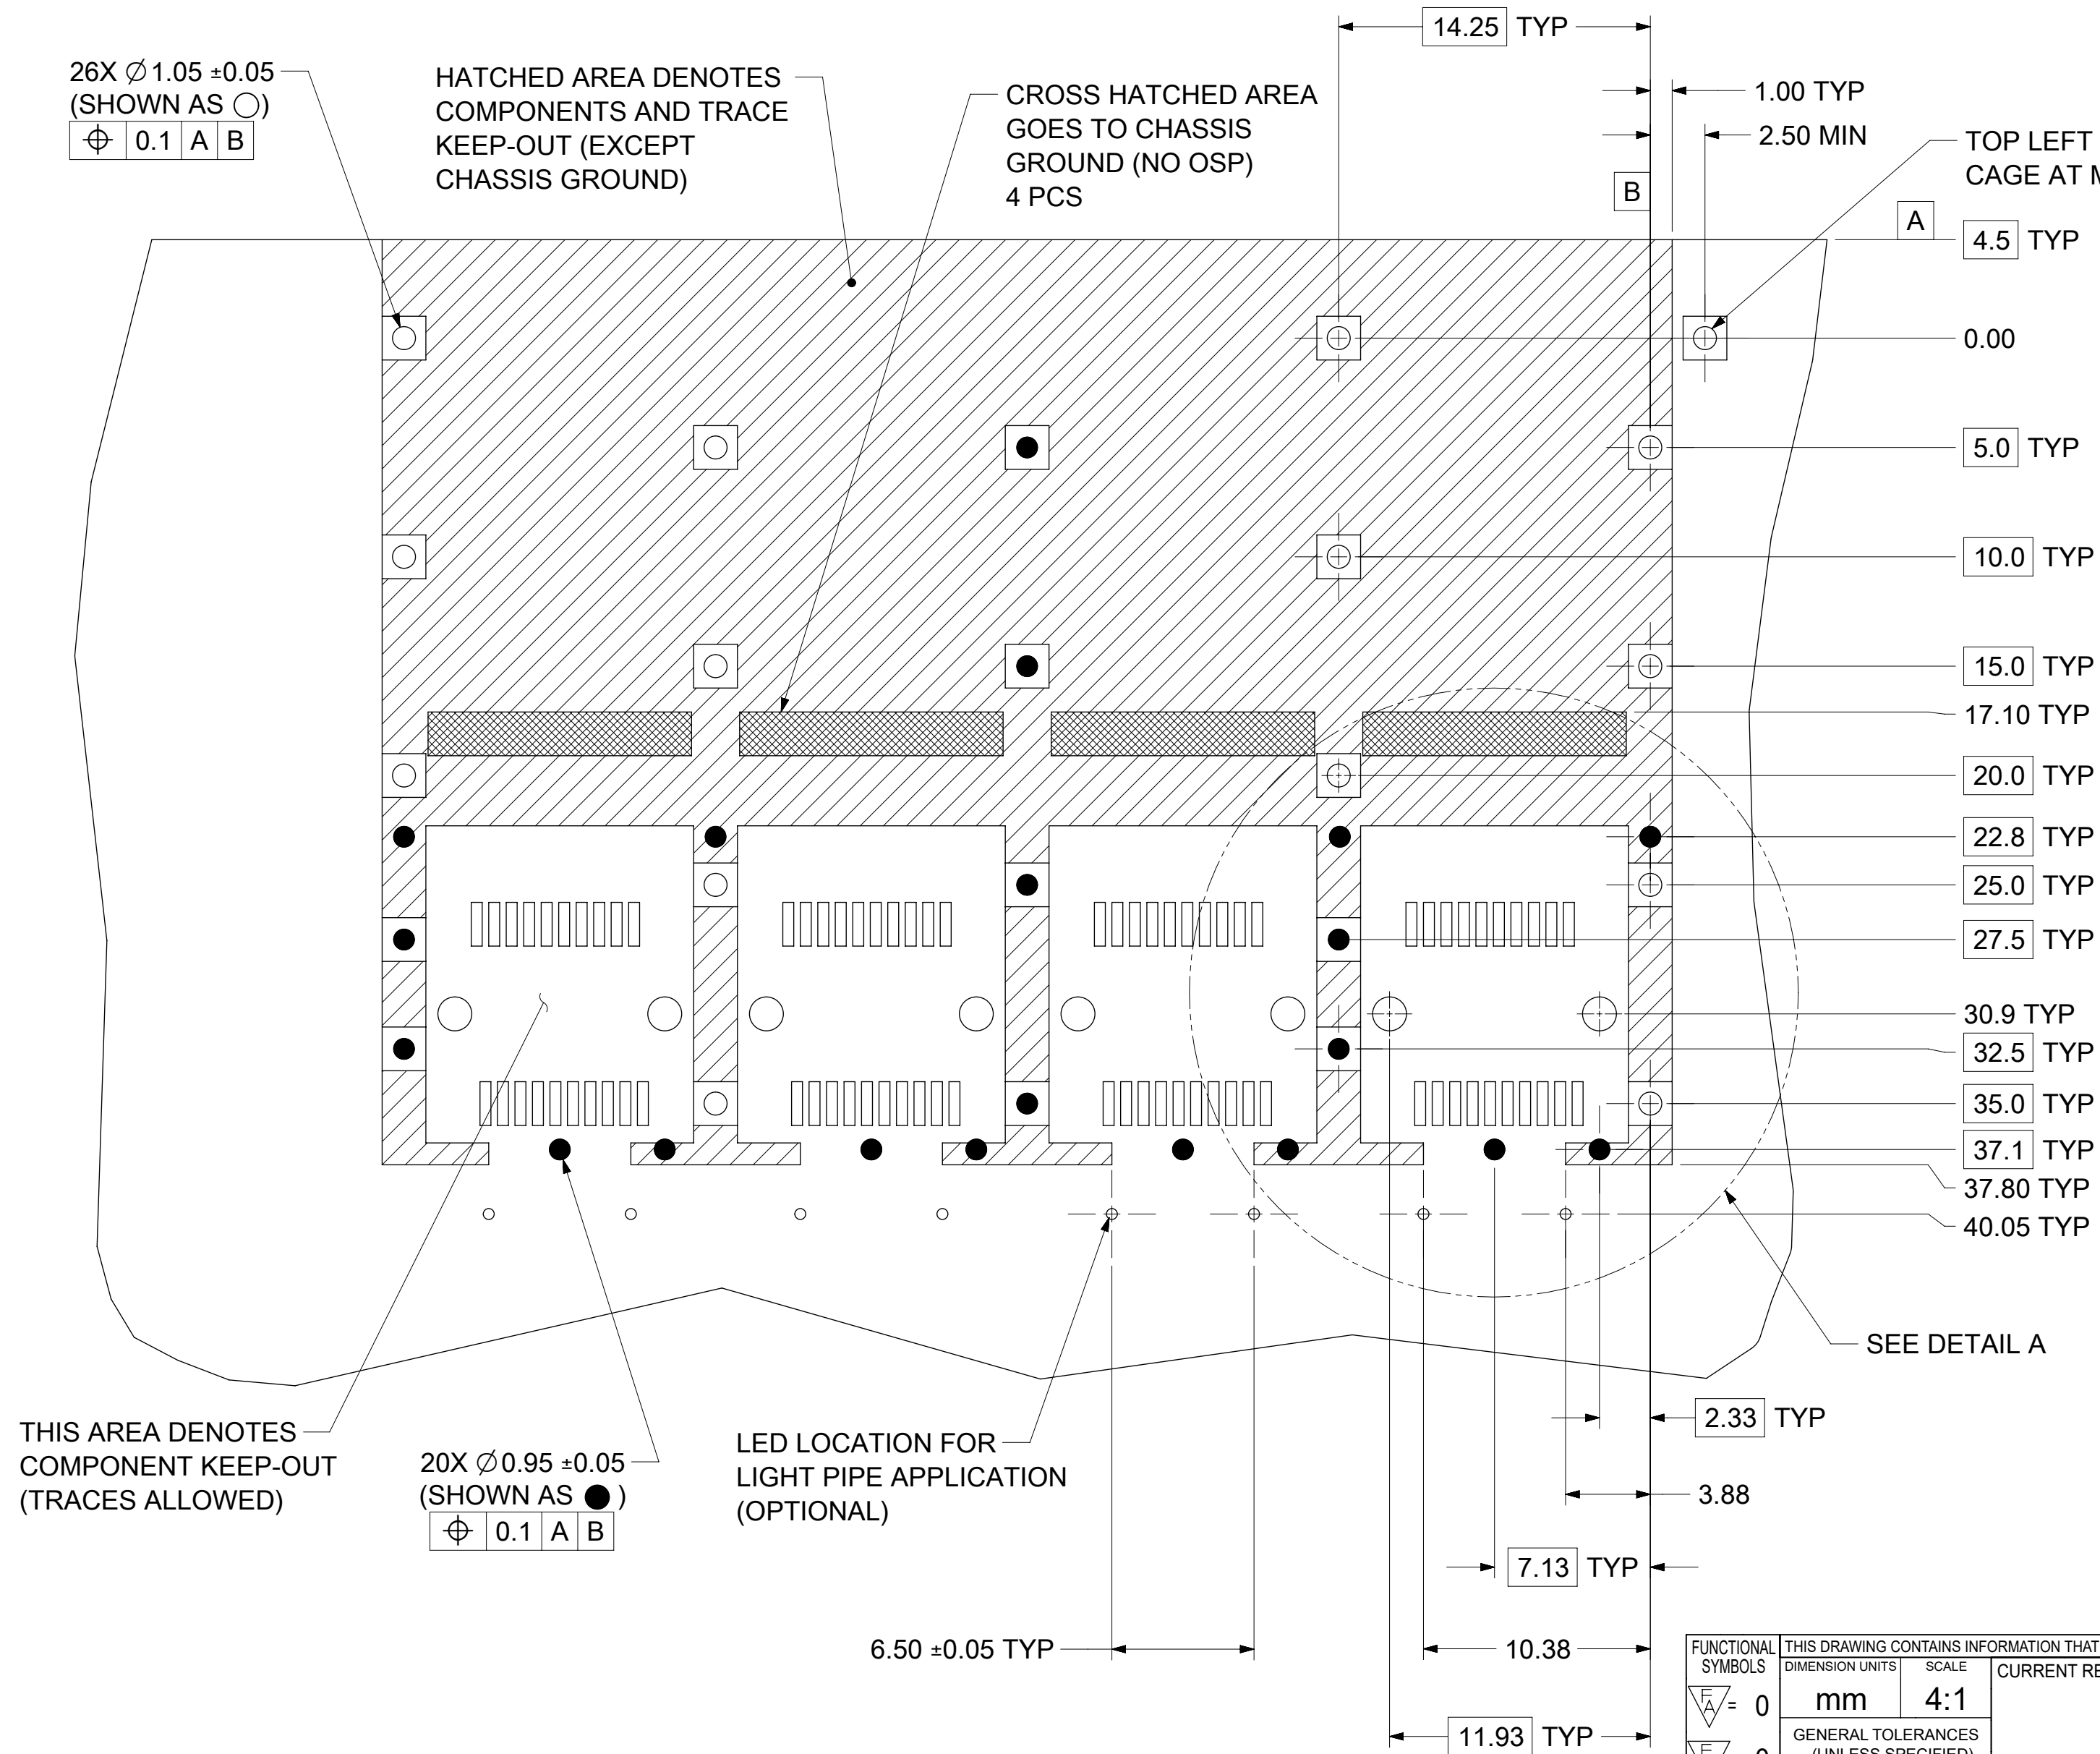 14.25 TYP
1.00 TYP
2.50 MIN
26X ∅1.05 ±0.05
(SHOWN AS ○)
⌖ 0.1 A B
HATCHED AREA DENOTES
COMPONENTS AND TRACE
KEEP-OUT (EXCEPT
CHASSIS GROUND)
CROSS HATCHED AREA
GOES TO CHASSIS
GROUND (NO OSP)
4 PCS
TOP LEFT
CAGE AT
B
A
4.5 TYP
0.00
5.0 TYP
10.0 TYP
15.0 TYP
17.10 TYP
20.0 TYP
22.8 TYP
25.0 TYP
27.5 TYP
30.9 TYP
32.5 TYP
35.0 TYP
37.1 TYP
37.80 TYP
40.05 TYP
SEE DETAIL A
THIS AREA DENOTES
COMPONENT KEEP-OUT
(TRACES ALLOWED)
20X ∅0.95 ±0.05
(SHOWN AS ●)
⌖ 0.1 A B
LED LOCATION FOR
LIGHT PIPE APPLICATION
(OPTIONAL)
2.33 TYP
3.88
7.13 TYP
6.50 ±0.05 TYP
10.38
11.93 TYP
FUNCTIONAL
SYMBOLS
THIS DRAWING CONTAINS INFORMATION THAT
DIMENSION UNITS
SCALE
CURRENT
mm
4:1
FA = 0
GENERAL TOLERANCES
(UNLESS SPECIFIED)